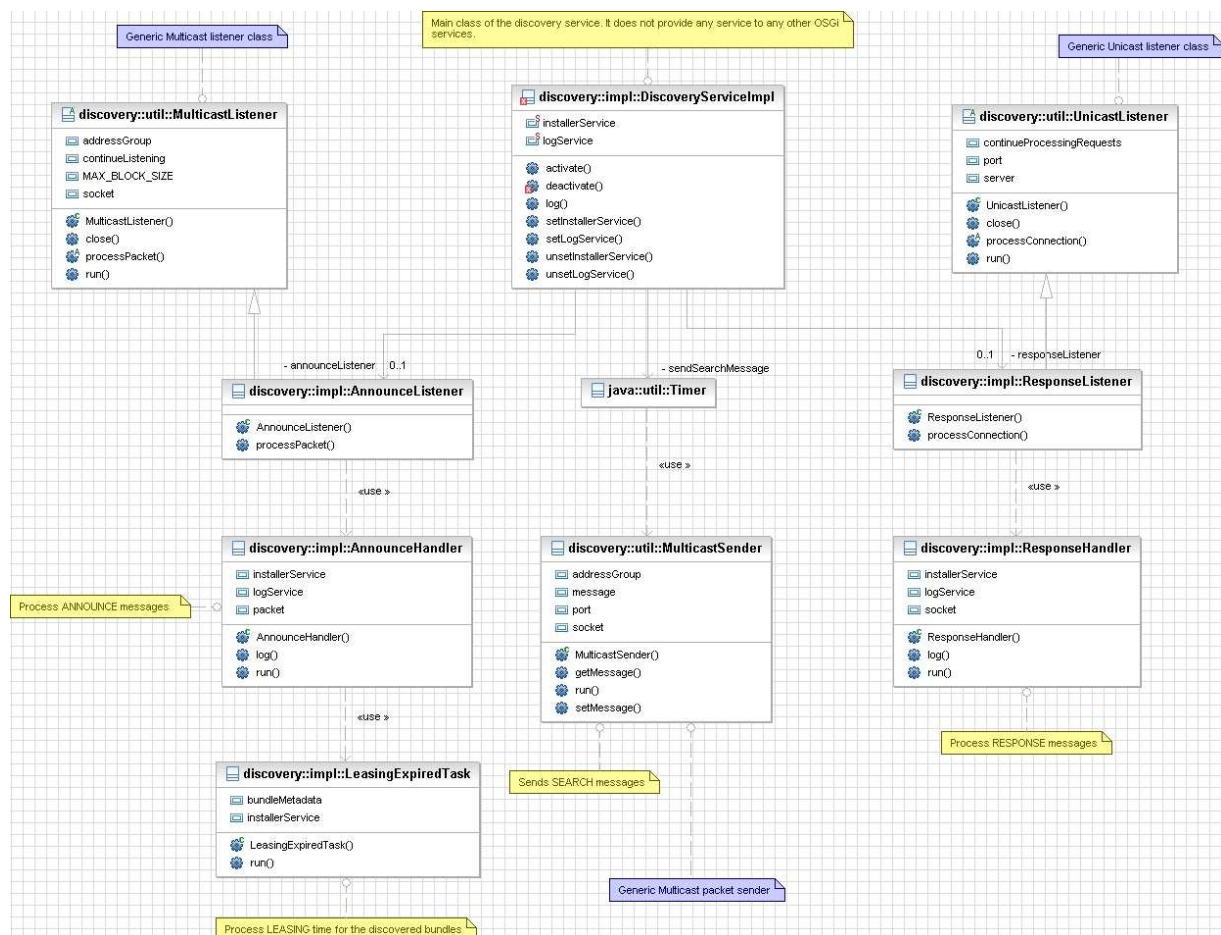 Generic Multicast listener class
Main class of the discovery service. It does not provide any service to any other OSGi
services.
Generic Unicast listener class
discovery::util::MulticastListener
addressGroup
continueListening
MAX_BLOCK_SIZE
socket
MulticastListener()
close()
processPacket()
run()
discovery::impl::DiscoveryServiceImpl
installerService
logService
activate()
deactivate()
log()
setInstallerService()
setLogService()
unsetInstallerService()
unsetLogService()
discovery::util::UnicastListener
continueProcessingRequests
port
server
UnicastListener()
close()
processConnection()
run()
- announceListener 0..1
- sendSearchMessage
0..1 - responseListener
discovery::impl::AnnounceListener
AnnounceListener()
processPacket()
java::util::Timer
discovery::impl::ResponseListener
ResponseListener()
processConnection()
«use »
«use »
«use »
discovery::impl::AnnounceHandler
installerService
logService
packet
AnnounceHandler()
log()
run()
Process ANNOUNCE messages
discovery::util::MulticastSender
addressGroup
message
port
socket
MulticastSender()
getMessage()
run()
setMessage()
discovery::impl::ResponseHandler
installerService
logService
socket
ResponseHandler()
log()
run()
«use »
Process RESPONSE messages
Sends SEARCH messages
discovery::impl::LeasingExpiredTask
bundleMetadata
installerService
LeasingExpiredTask()
run()
Generic Multicast packet sender
Process LEASING time for the discovered bundles